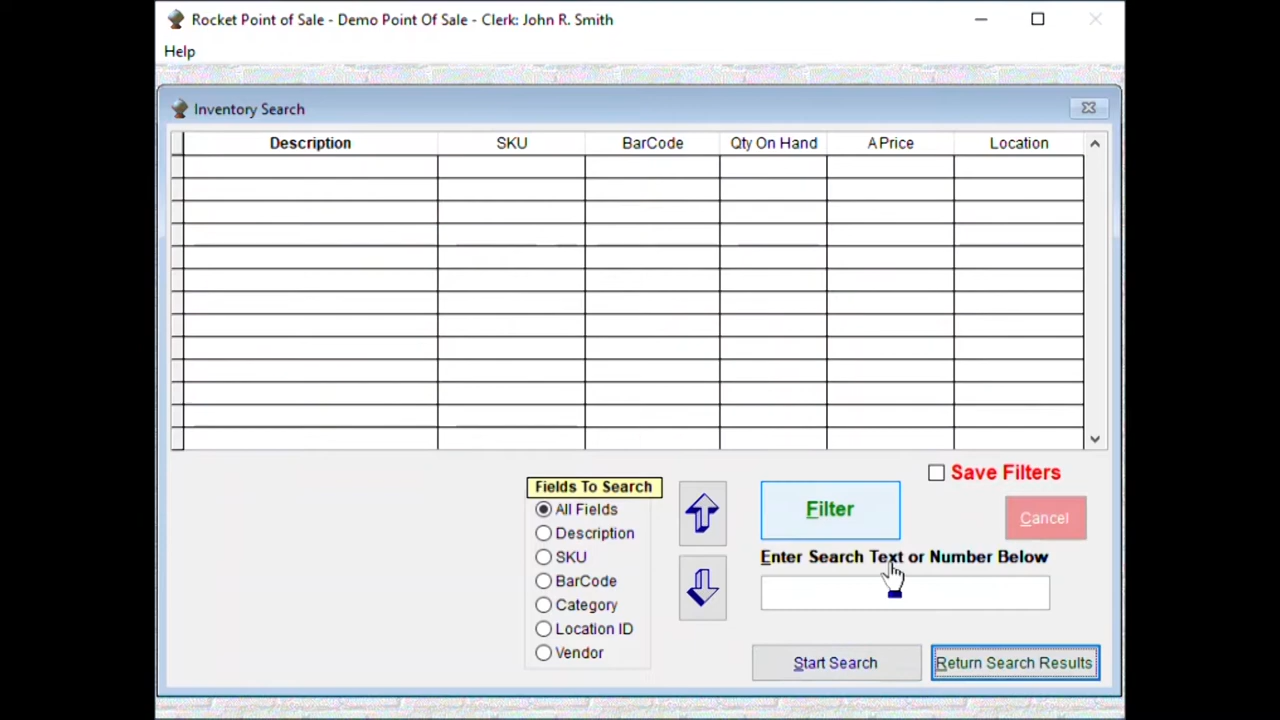 Rocket Point of Sale - Demo Point Of Sale - Clerk: John R. Smith
Help
Inventory Search
Description SKU BarCode Qty On Hand A Price Location
Save Filters
Fields To Search
All Fields
Description
SKU
BarCode
Category
Location ID
Vendor
Filter
Cancel
Enter Search Text or Number Below
Start Search
Return Search Results